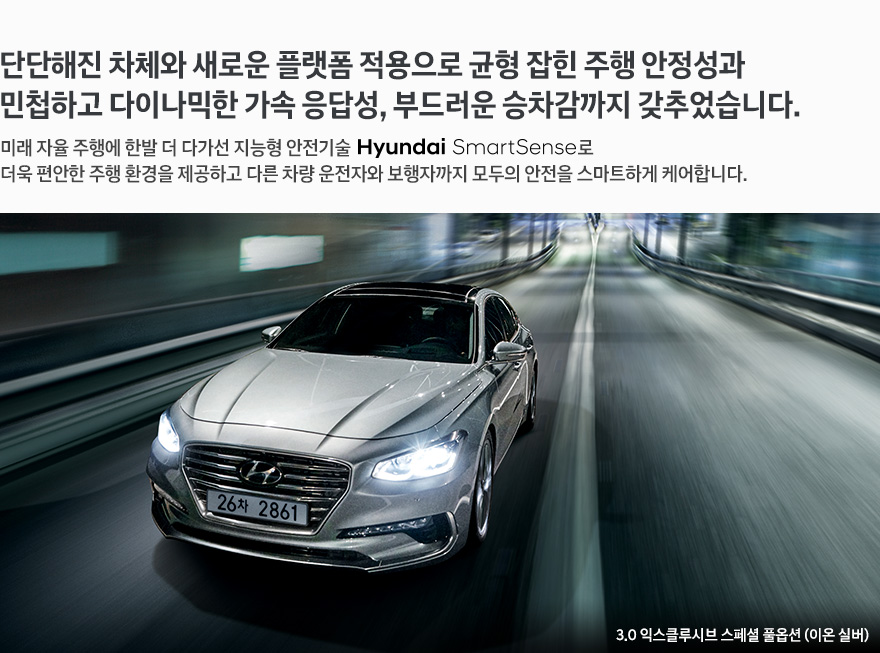 단단해진 차체와 새로운 플랫폼 적용으로 균형 잡힌 주행 안정성과
민첩하고 다이나믹한 가속 응답성, 부드러운 승차감까지 갖추었습니다.
미래 자율 주행에 한발 더 다가선 지능형 안전기술 Hyundai SmartSense로
더욱 편안한 주행 환경을 제공하고 다른 차량 운전자와 보행자까지 모두의 안전을 스마트하게 케어합니다.
26차 2861
3.0 익스클루시브 스페셜 풀옵션 (이온 실버)